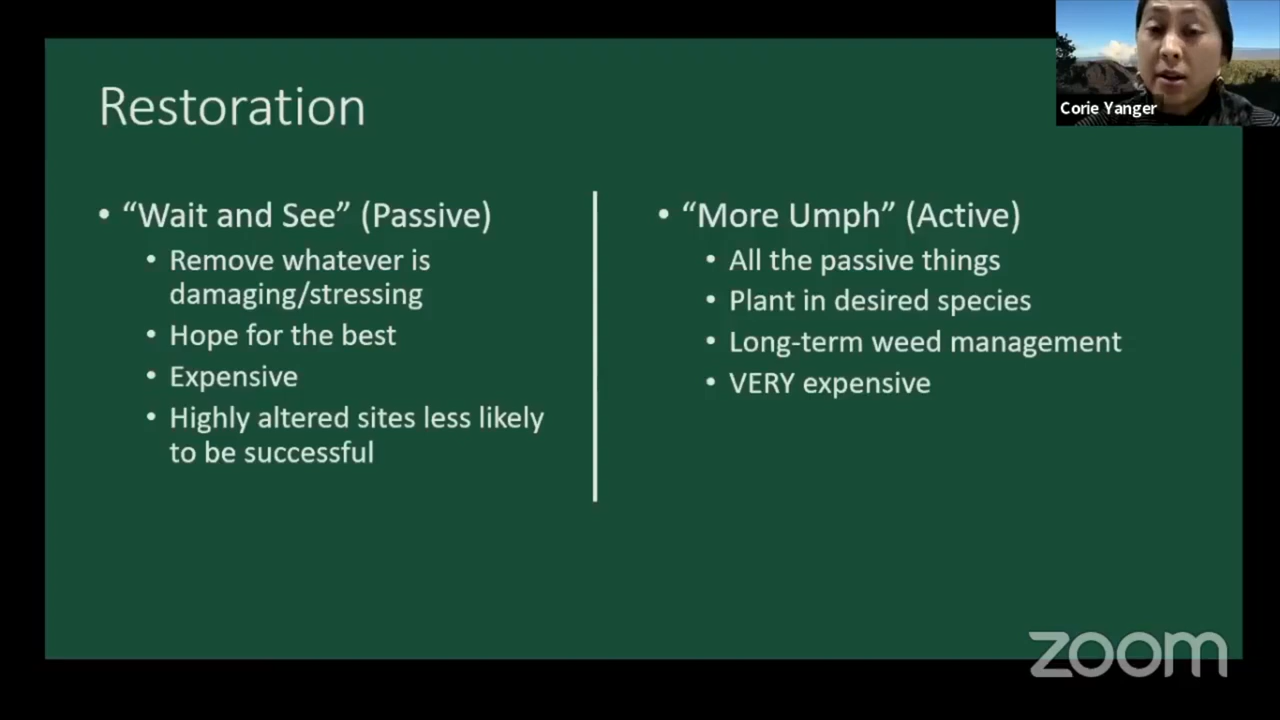 Restoration
Corie Yanger
• “Wait and See” (Passive)
• Remove whatever is
damaging/stressing
• Hope for the best
• Expensive
• Highly altered sites less likely
to be successful
• “More Umph” (Active)
• All the passive things
• Plant in desired species
• Long-term weed management
• VERY expensive
zoom